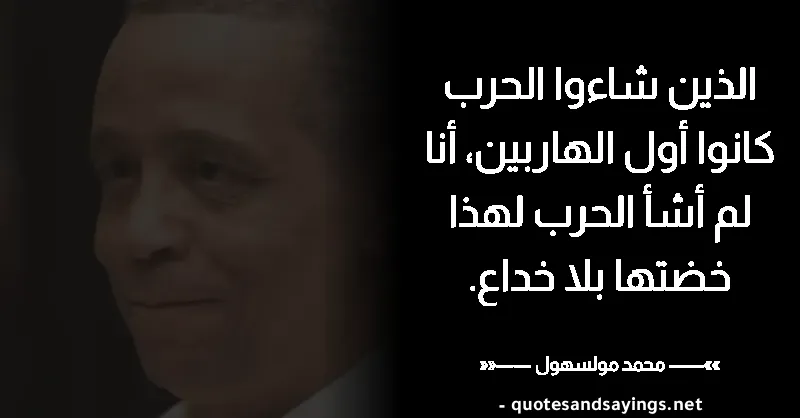 الذين شاءوا الحرب
كانوا أول الهاربين، أنا
لم أشأ الحرب لهذا
خضتها بلا خداع.
»—— محمد مولسهول ——««
- quotesandsayings.net